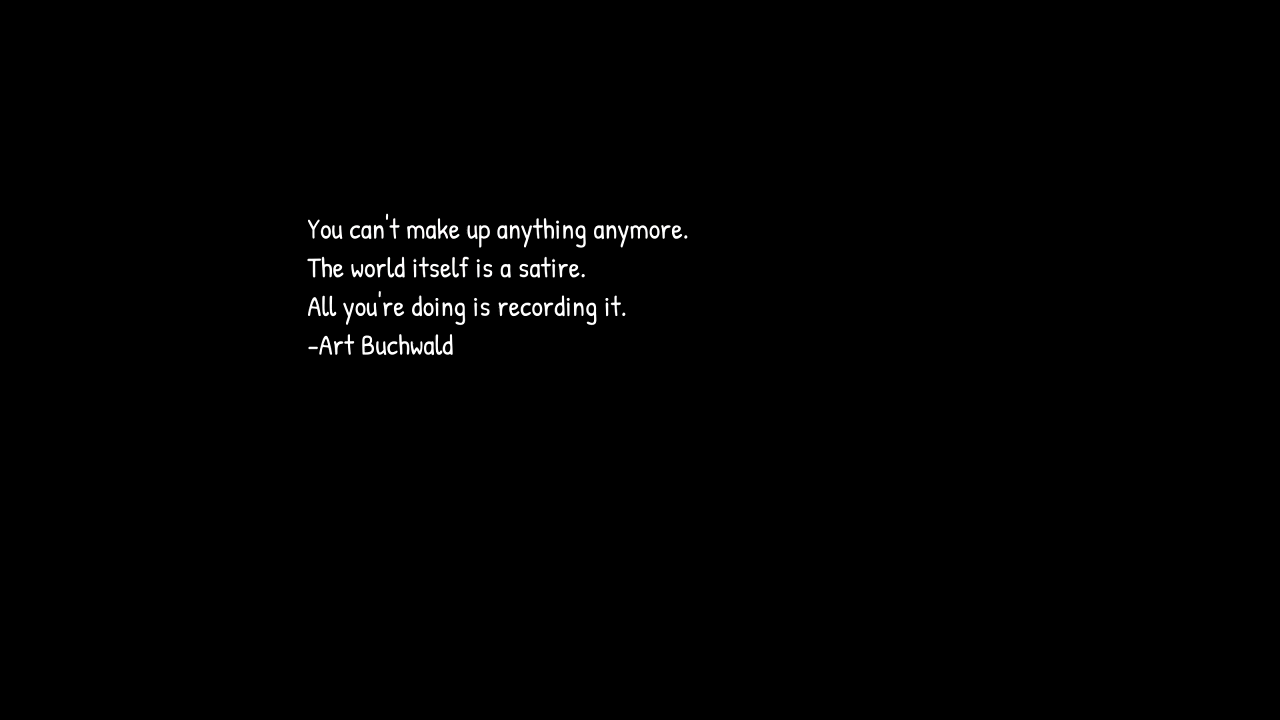 You can't make up anything anymore.
The world itself is a satire.
All you're doing is recording it.
-Art Buchwald